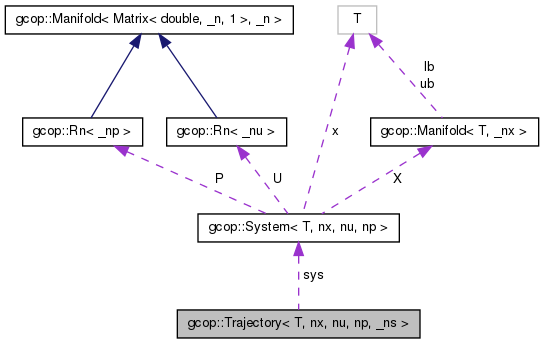 gcop::Manifold< Matrix< double, _n, 1 >, _n >
T
lb
ub
gcop::Rn< _np >
gcop::Rn< _nu >
x
gcop::Manifold< T, _nx >
P
U
X
gcop::System< T, nx, nu, np >
sys
gcop::Trajectory< T, nx, nu, np, _ns >